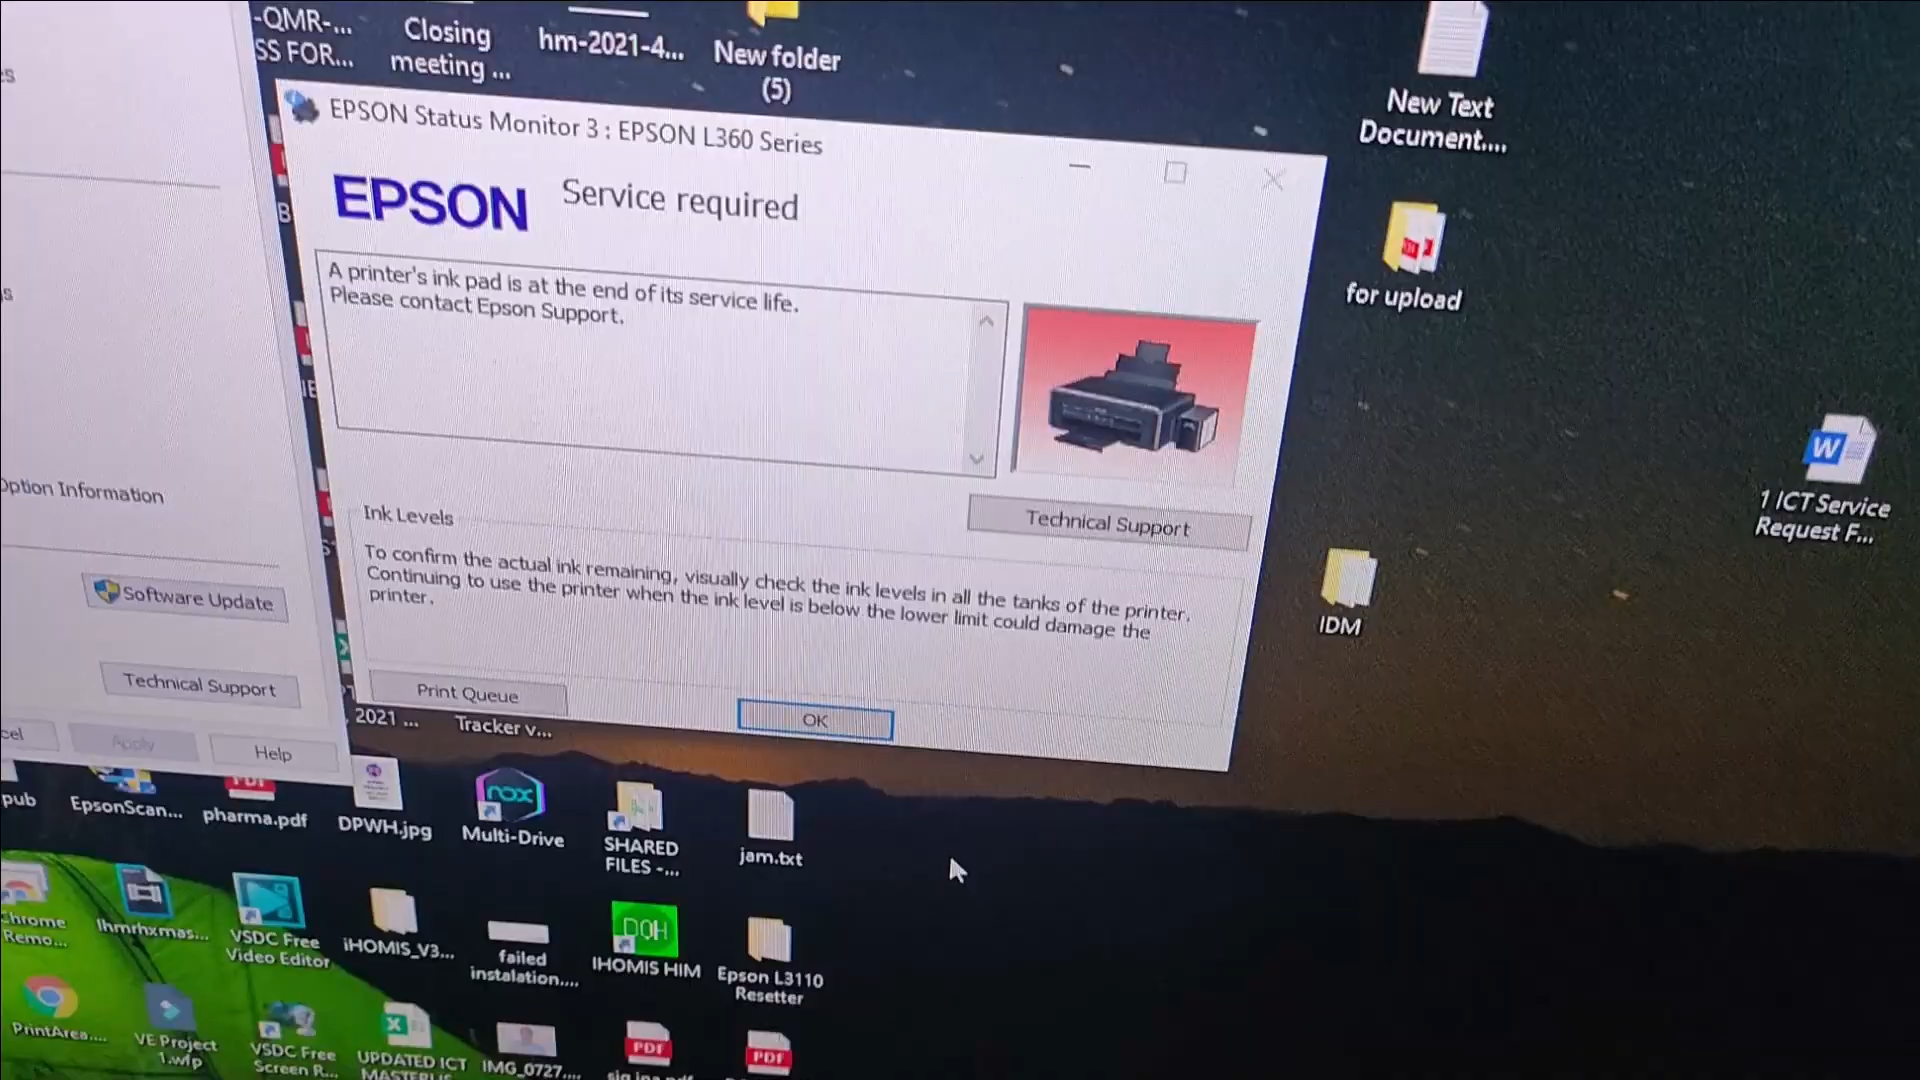 -QMR-...
SS FOR...
Closing
meeting ...
hm-2021-4...
New folder
(5)
New Text
Document....
EPSON Status Monitor 3 : EPSON L360 Series
EPSON
Service required
A printer's ink pad is at the end of its service life.
Please contact Epson Support.
Technical Support
Ink Levels
To confirm the actual ink remaining, visually check the ink levels in all the tanks of the printer.
Continuing to use the printer when the ink level is below the lower limit could damage the
printer.
Print Queue
OK
for upload
W
1 ICT Service
Request F...
IDM
Option Information
Software Update
Technical Support
cel
Apply
Help
2021 ...
Tracker v...
pub
EpsonScan...
PDF
pharma.pdf
DPWH.jpg
nox
Multi-Drive
SHARED
FILES -...
jam.txt
Chrome
Remo...
lhmrhxmas...
VSDC Free
Video Editor
iHOMIS_V3...
failed
instalation....
DOH
IHOMIS HIM
Epson L3110
Resetter
PrintArea....
VE Project
1.wfp
VSDC Free
Screen R...
X
UPDATED ICT
IMG_0727....
PDF
PDF